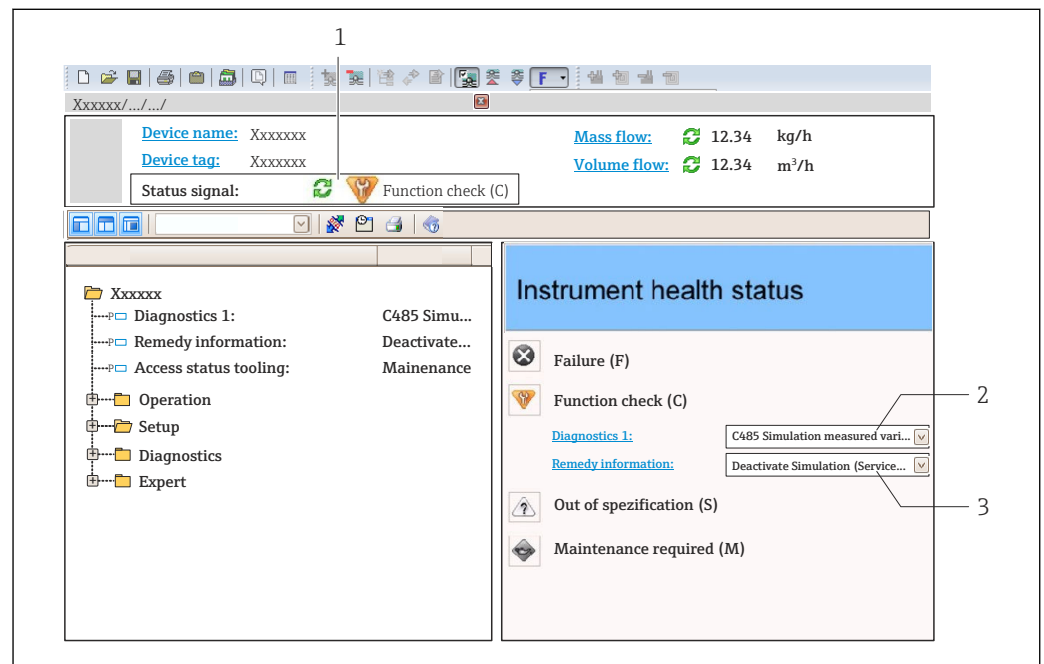 1
F
Xxxxxx/.../.../
Device name: Xxxxxxx
Mass flow: 12.34 kg/h
Device tag: Xxxxxxx
Volume flow: 12.34 m³/h
Status signal: Function check (C)
Xxxxxx
Diagnostics 1: C485 Simu...
Remedy information: Deactivate...
Access status tooling: Mainenance
Operation
Setup
Diagnostics
Expert
Instrument health status
Failure (F)
Function check (C)
2
Diagnostics 1: C485 Simulation measured vari...
Remedy information: Deactivate Simulation (Service...
Out of spezification (S)
3
Maintenance required (M)